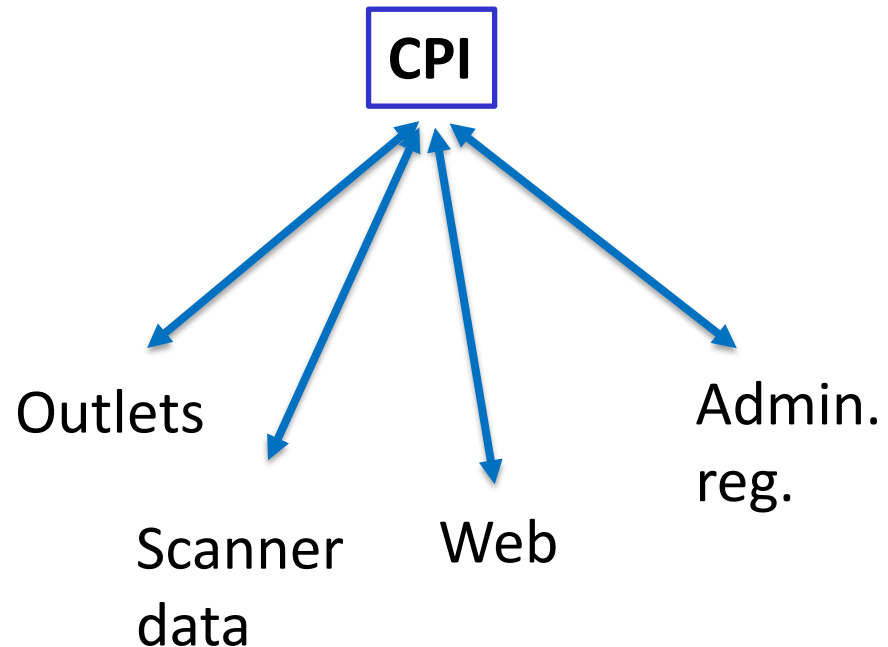 CPI
Outlets
Scanner
data
Web
Admin.
reg.